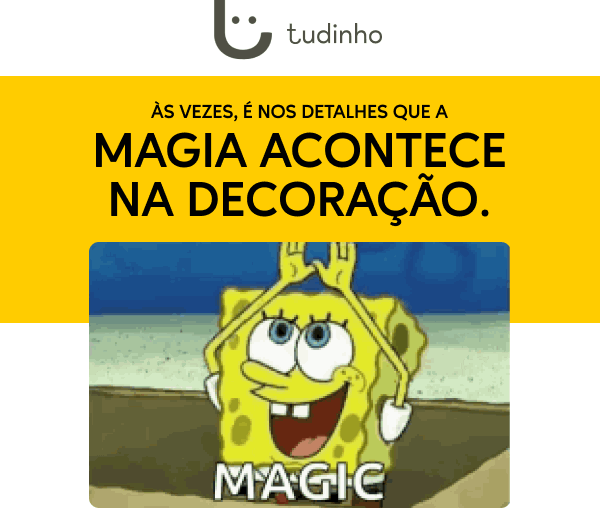 tudinho
ÀS VEZES, É NOS DETALHES QUE A
MAGIA ACONTECE
NA DECORAÇÃO.
MAGIC